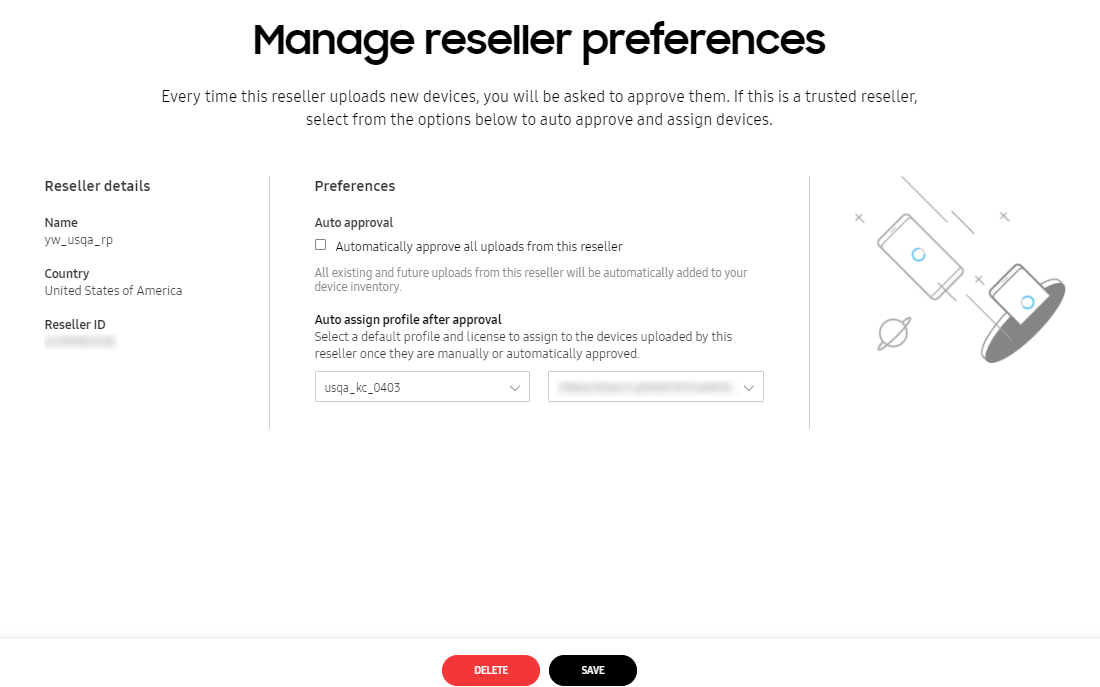 Manage reseller preferences
Every time this reseller uploads new devices, you will be asked to approve them. If this is a trusted reseller,
select from the options below to auto approve and assign devices.
Reseller details
Name
yw_usqa_rp
Country
United States of America
Reseller ID
Preferences
Auto approval
Automatically approve all uploads from this reseller
All existing and future uploads from this reseller will be automatically added to your
device inventory.
Auto assign profile after approval
Select a default profile and license to assign to the devices uploaded by this
reseller once they are manually or automatically approved.
usqa_kc_0403
DELETE
SAVE